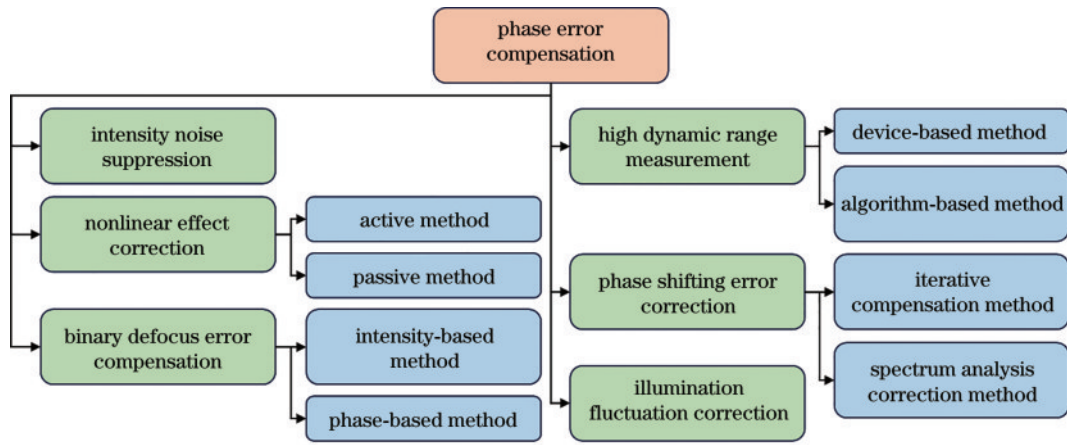 phase error
compensation
intensity noise
suppression
nonlinear effect
correction
active method
passive method
binary defocus error
compensation
intensity-based
method
phase-based method
high dynamic range
measurement
device-based method
algorithm-based method
phase shifting error
correction
iterative
compensation method
spectrum analysis
correction method
illumination
fluctuation correction